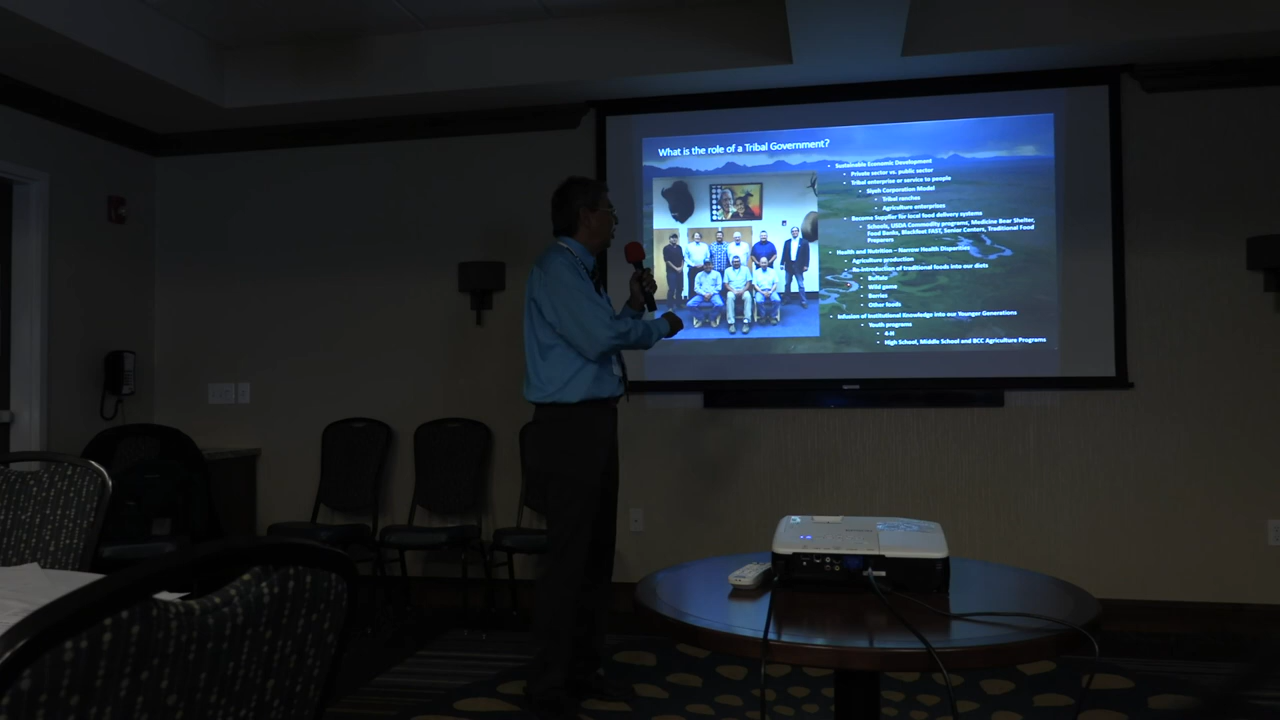 What is the role of a Tribal Government?
Sustainable Economic Development
Private sector vs. public sector
Tribal enterprise or service to people
Siyeh Corporation Model
Tribal ranches
Agriculture enterprises
Become Supplier for local food delivery systems
Schools, USDA Commodity programs, Medicine Bear Shelter,
Food Banks, Blackfeet FAST, Senior Centers, Traditional Food
Preparers
Health and Nutrition – Narrow Health Disparities
Agriculture production
Re-introduction of traditional foods into our diets
Buffalo
Wild game
Berries
Other foods
Infusion of Institutional Knowledge into our Younger Generations
Youth programs
4-H
High School, Middle School and BCC Agriculture Programs